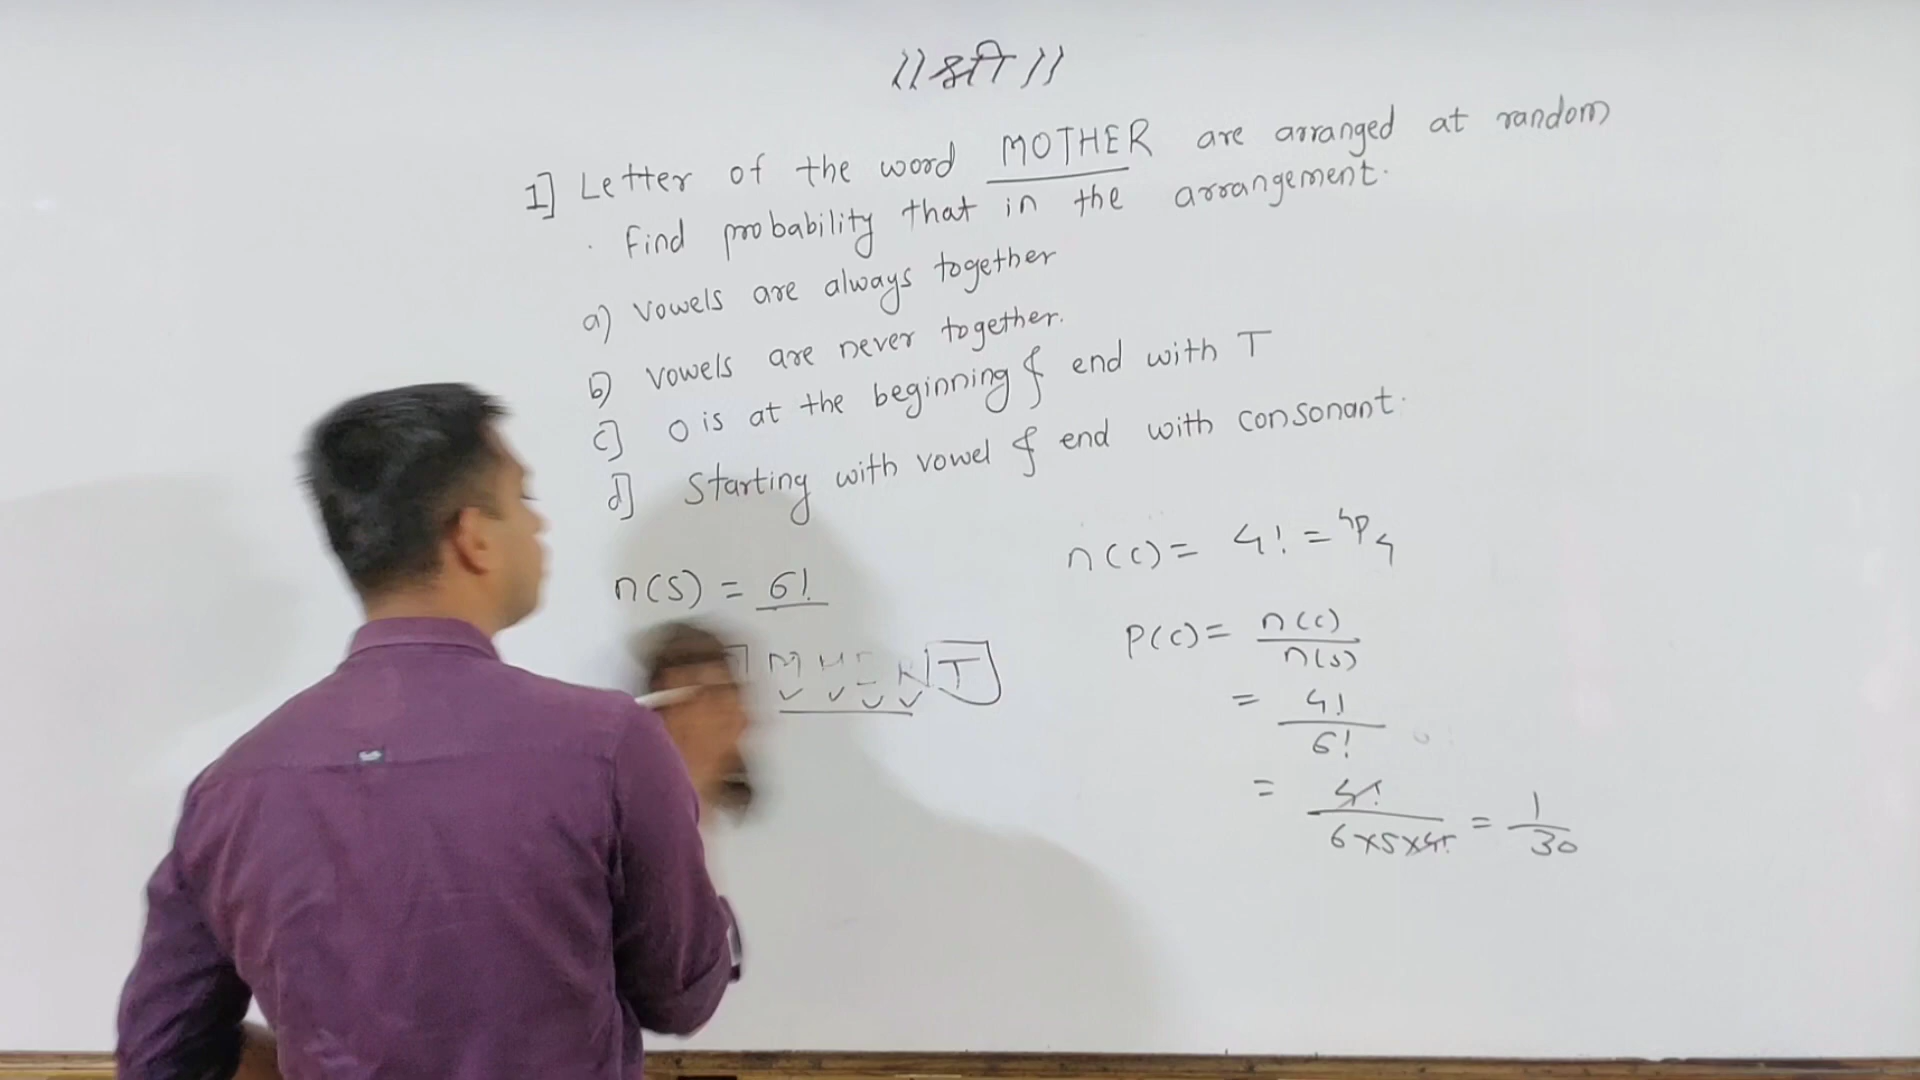 ॥ श्री ॥
1] Letter of the word MOTHER are arranged at random
. Find probability that in the arrangement.
a) vowels are always together
b) vowels are never together.
c] O is at the beginning & end with T
d] Starting with vowel & end with consonant.
n(S) = 6!
M H E R T
n(c) = 4! = ⁴P₄
P(c) = n(c) / n(s)
= 4! / 6!
= 4! / 6×5×4! = 1 / 30